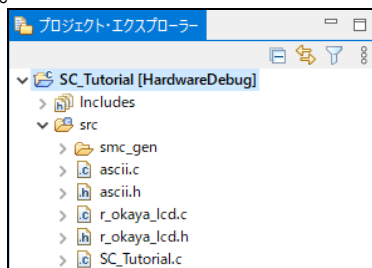 プロジェクト・エクスプローラー
SC_Tutorial [HardwareDebug]
Includes
src
smc_gen
ascii.c
ascii.h
r_okaya_lcd.c
r_okaya_lcd.h
SC_Tutorial.c